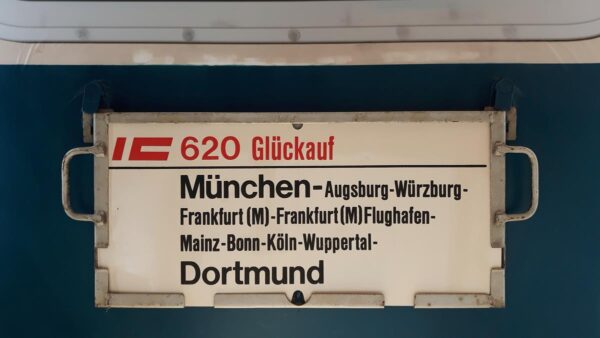 IC 620 Glückauf
München-Augsburg-Würzburg-
Frankfurt(M)-Frankfurt(M)Flughafen-
Mainz-Bonn-Köln-Wuppertal-
Dortmund